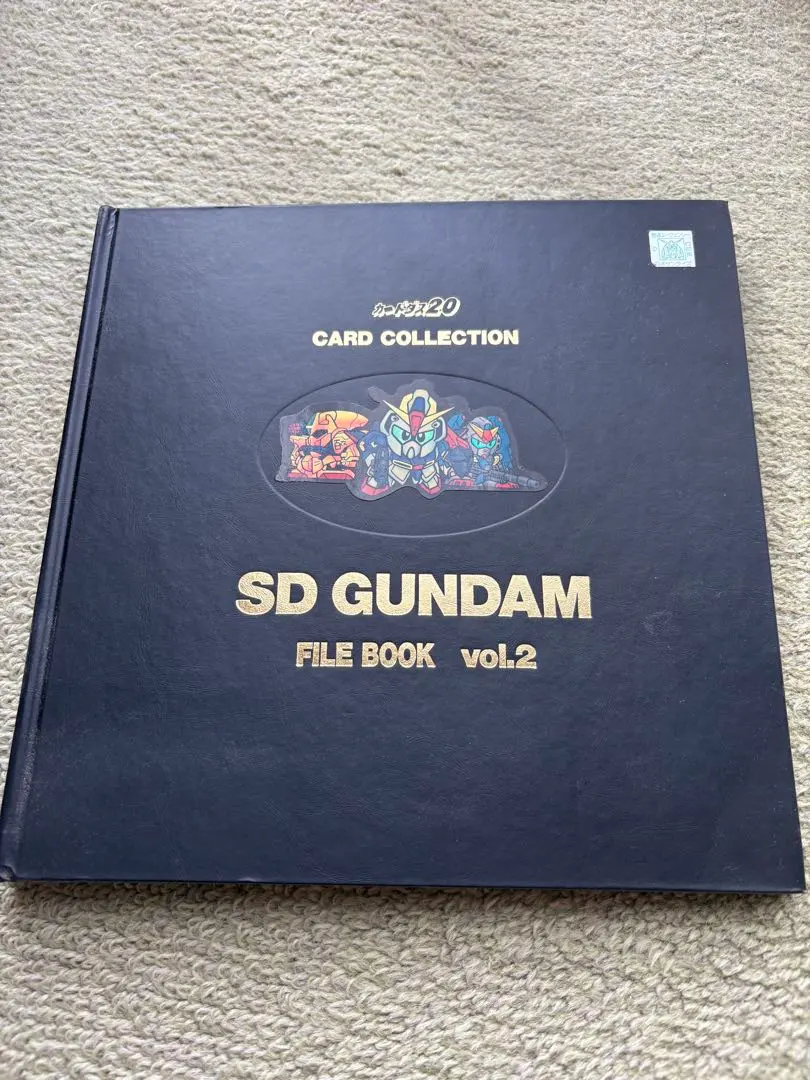 カードダス20
CARD COLLECTION
SD GUNDAM
FILE BOOK vol.2